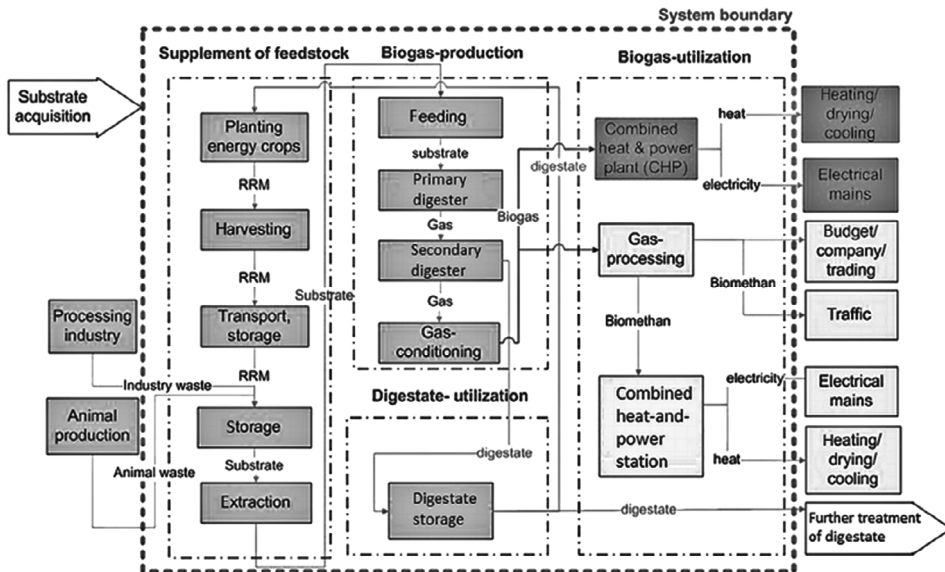 System boundary
Supplement of feedstock
Biogas-production
Biogas-utilization
Substrate
acquisition
Planting
energy crops
RRM
Harvesting
RRM
Transport,
storage
RRM
Processing
industry
Industry waste
Animal
production
Animal waste
Storage
Substrate
Extraction
Substrate
Feeding
substrate
Primary
digester
Gas
Secondary
digester
Gas
Gas-
conditioning
Biogas
digestate
Digestate- utilization
digestate
Digestate
storage
digestate
Combined
heat & power
plant (CHP)
heat
electricity
Heating/
drying/
cooling
Electrical
mains
Gas-
processing
Biomethan
Budget/
company/
trading
Traffic
Biomethan
Combined
heat-and-
power
station
electricity
heat
Electrical
mains
Heating/
drying/
cooling
Further treatment
of digestate